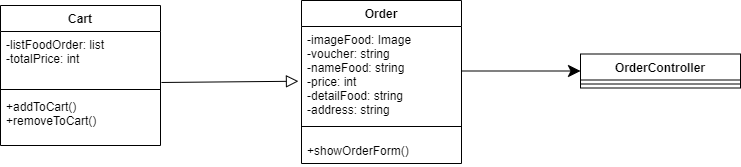 Cart
-listFoodOrder: list
-totalPrice: int
+addToCart()
+removeToCart()
Order
-imageFood: Image
-voucher: string
-nameFood: string
-price: int
-detailFood: string
-address: string
+showOrderForm()
OrderController